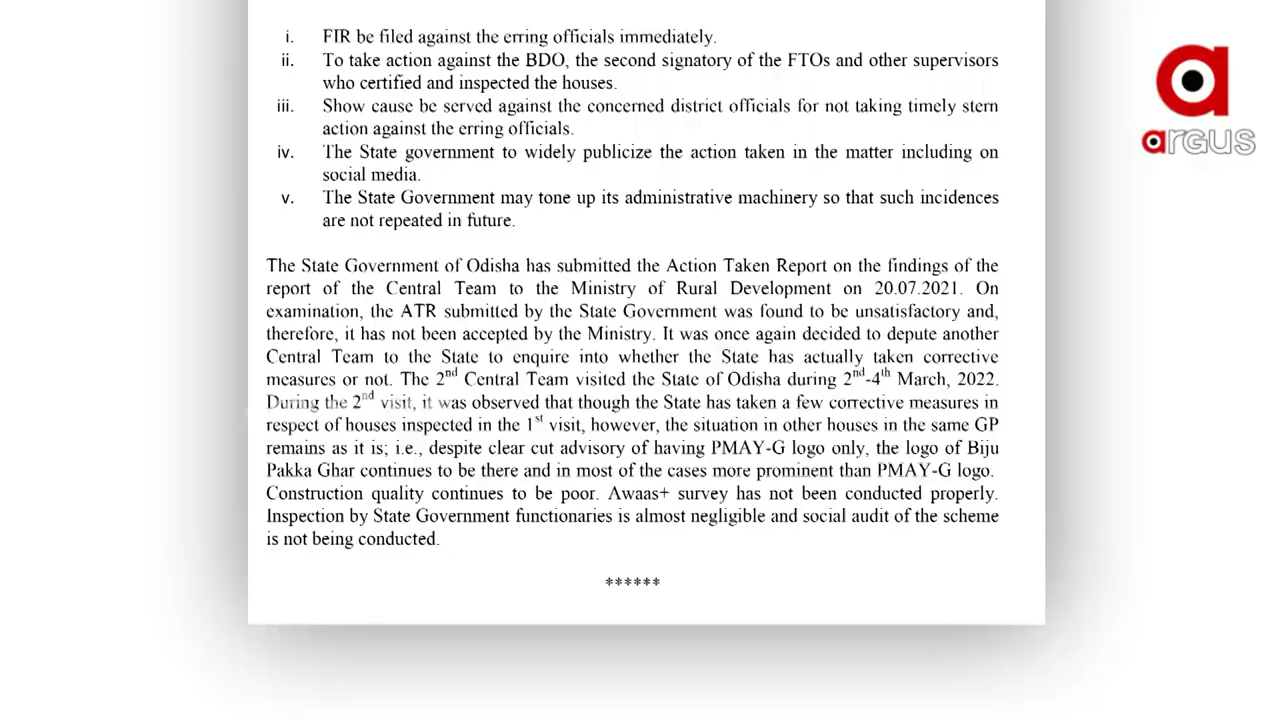 i. FIR be filed against the erring officials immediately.
ii. To take action against the BDO, the second signatory of the FTOs and other supervisors
who certified and inspected the houses.
iii. Show cause be served against the concerned district officials for not taking timely stern
action against the erring officials.
iv. The State government to widely publicize the action taken in the matter including on
social media.
v. The State Government may tone up its administrative machinery so that such incidences
are not repeated in future.
The State Government of Odisha has submitted the Action Taken Report on the findings of the
report of the Central Team to the Ministry of Rural Development on 20.07.2021. On
examination, the ATR submitted by the State Government was found to be unsatisfactory and,
therefore, it has not been accepted by the Ministry. It was once again decided to depute another
Central Team to the State to enquire into whether the State has actually taken corrective
measures or not. The 2nd Central Team visited the State of Odisha during 2nd-4th March, 2022.
During the 2nd visit, it was observed that though the State has taken a few corrective measures in
respect of houses inspected in the 1st visit, however, the situation in other houses in the same GP
remains as it is; i.e., despite clear cut advisory of having PMAY-G logo only, the logo of Biju
Pakka Ghar continues to be there and in most of the cases more prominent than PMAY-G logo.
Construction quality continues to be poor. Awaas+ survey has not been conducted properly.
Inspection by State Government functionaries is almost negligible and social audit of the scheme
is not being conducted.
******
argus